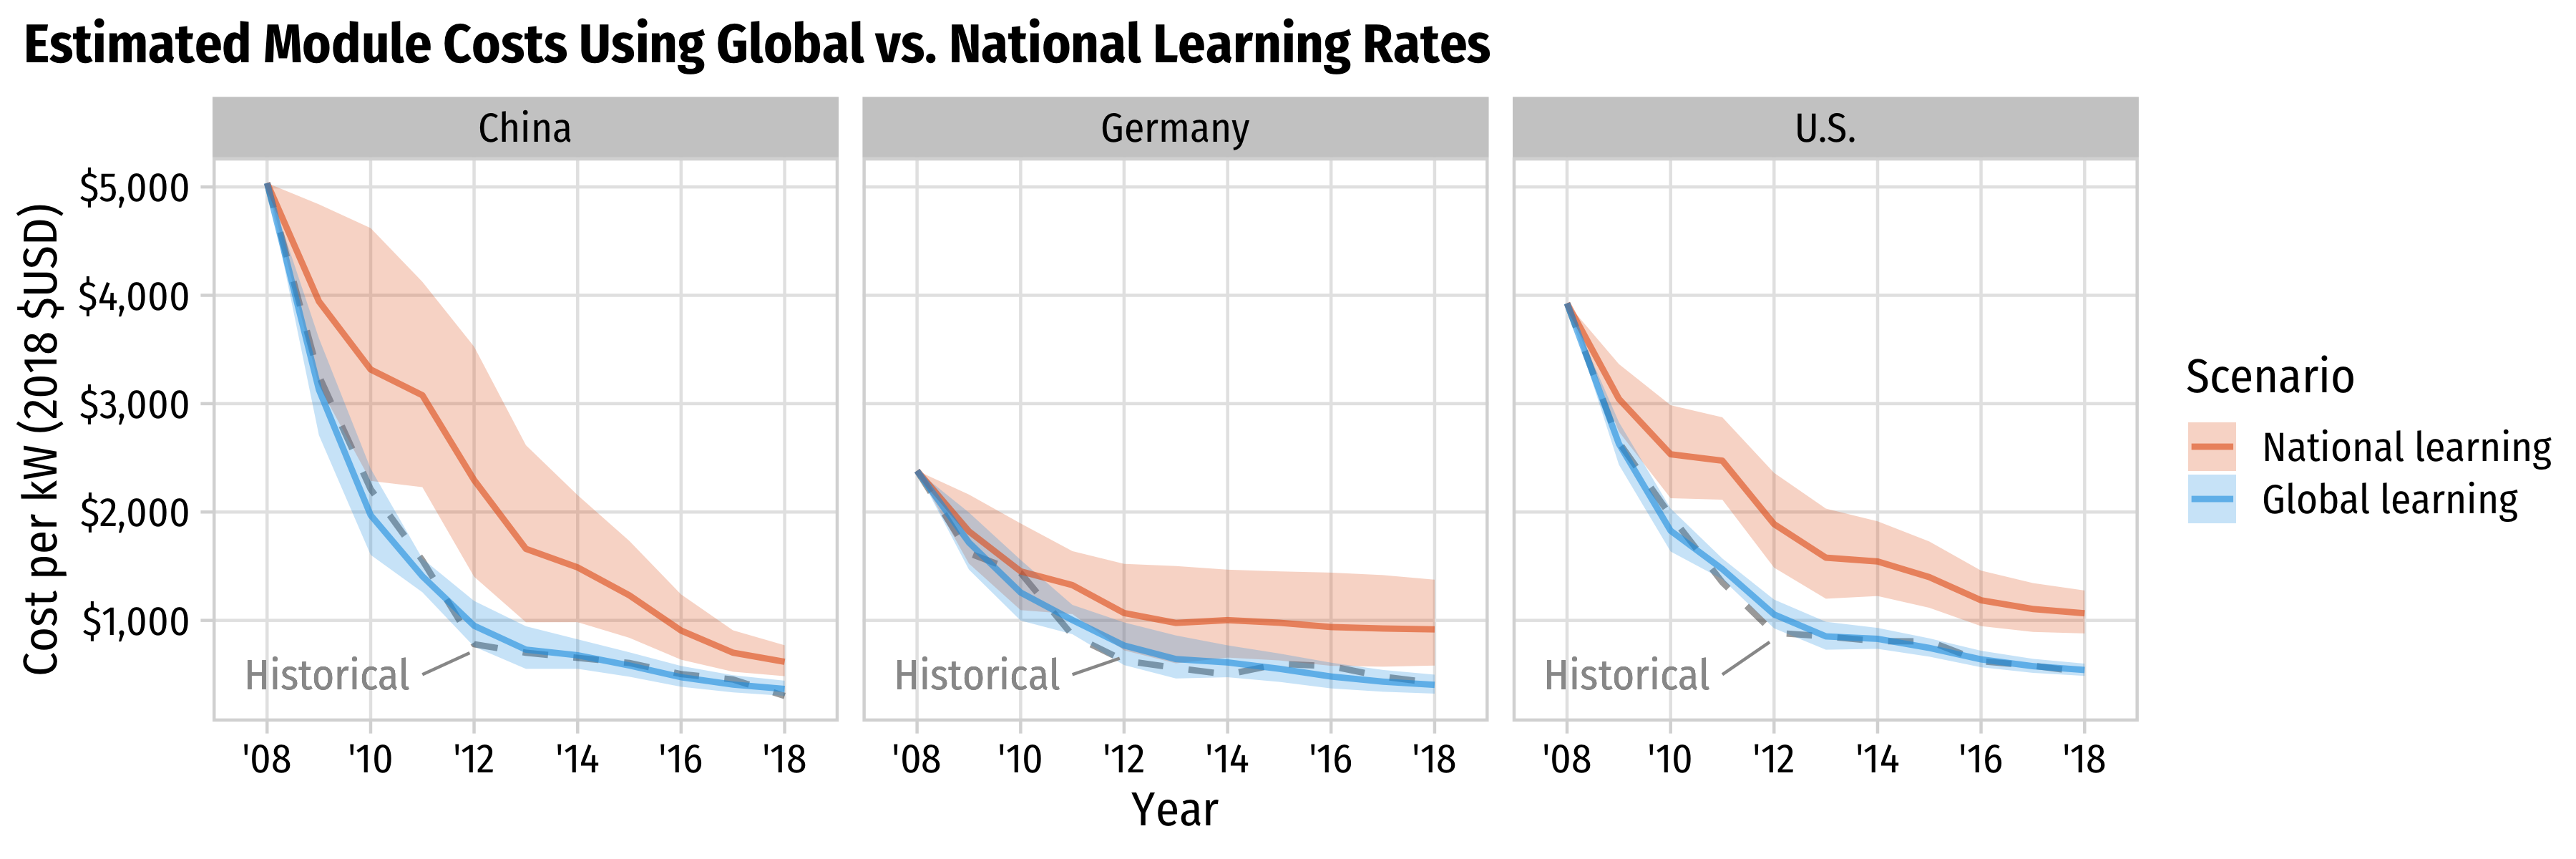 Estimated Module Costs Using Global vs. National Learning Rates
China
Germany
U.S.
Cost per kW (2018 $USD)
$5,000
$4,000
$3,000
$2,000
$1,000
Historical
Historical
Historical
'08 '10 '12 '14 '16 '18
'08 '10 '12 '14 '16 '18
'08 '10 '12 '14 '16 '18
Year
Scenario
National learning
Global learning